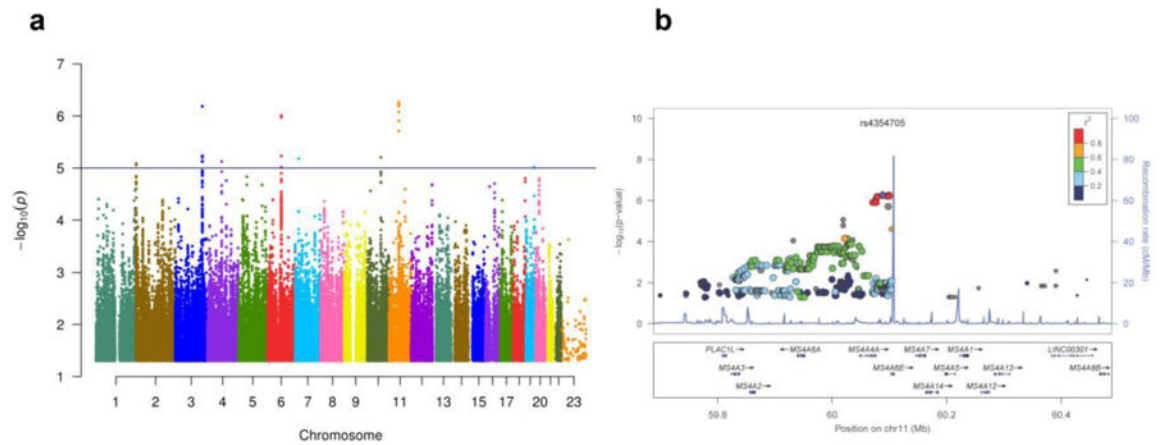 a
7
6
5
4
3
2
1
−log₁₀(p)
1 2 3 4 5 6 7 8 9 10 11 12 13 15 17 20 23
Chromosome
b
rs4354705
10
8
6
4
2
0
−log₁₀(p-value)
r²
0.8
0.6
0.4
0.2
100
80
60
40
20
0
Recombination rate (cM/Mb)
PLAC1L→ ←MS4A6A MS4A4A→ MS4A7→ MS4A1→ LINC00301→
MS4A3→ MS4A6E→ MS4A5→ MS4A13→ MS4A8B→
MS4A2→ MS4A14→ MS4A12→
59.8 60 60.2 60.4
Position on chr11 (Mb)